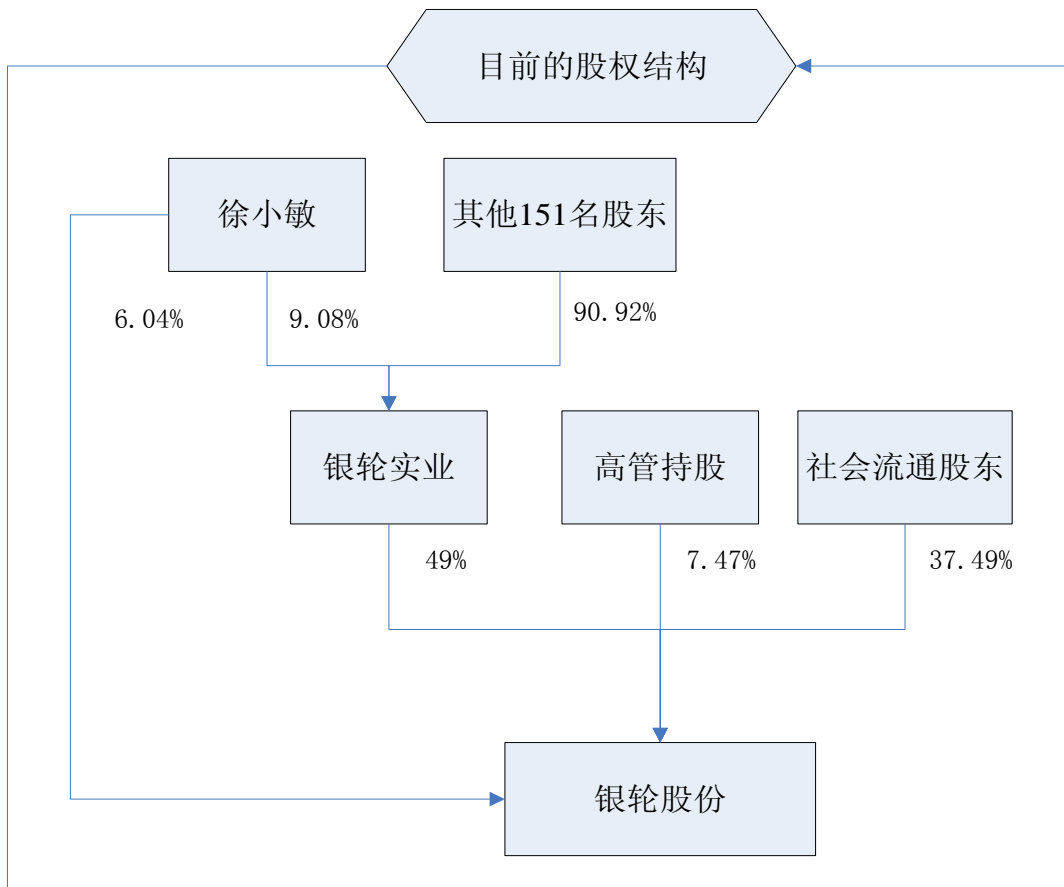 目前的股权结构
徐小敏
其他151名股东
6.04%
9.08%
90.92%
银轮实业
高管持股
社会流通股东
49%
7.47%
37.49%
银轮股份